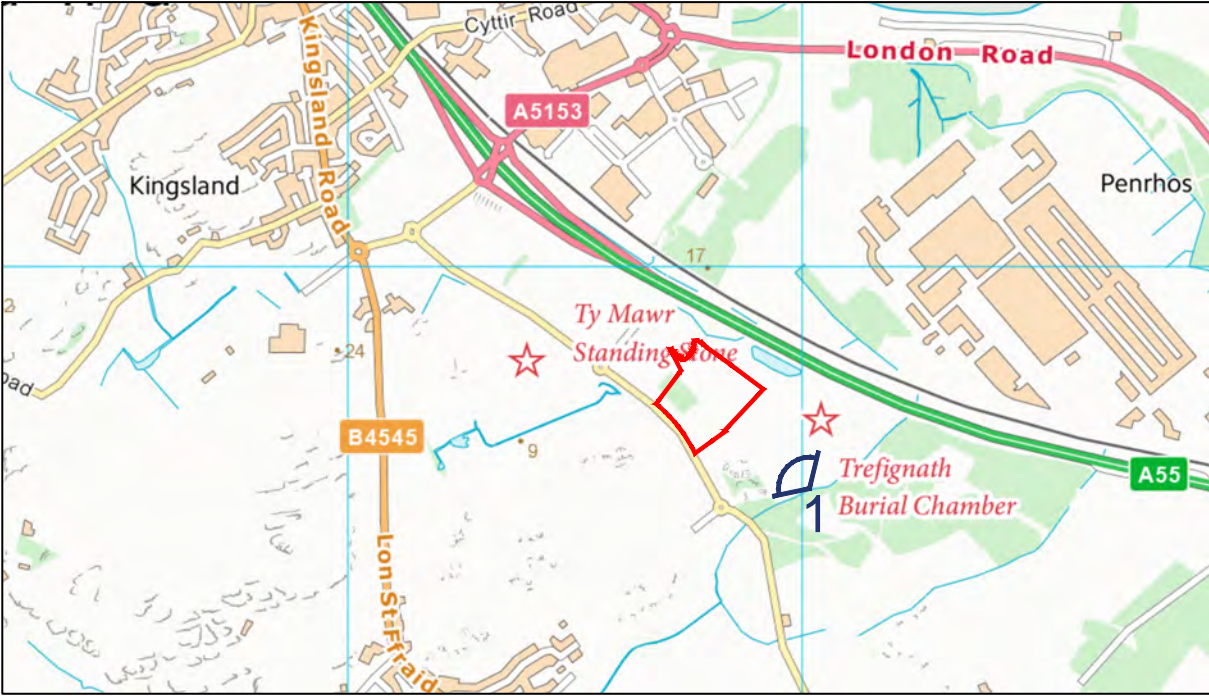 Cyttir Road
Kingsland Road
London Road
A5153
Kingsland
Penrhos
17
Ty Mawr
Standing Stone
24
B4545
9
Trefignath
Burial Chamber
A55
1
Lon St Ffraid